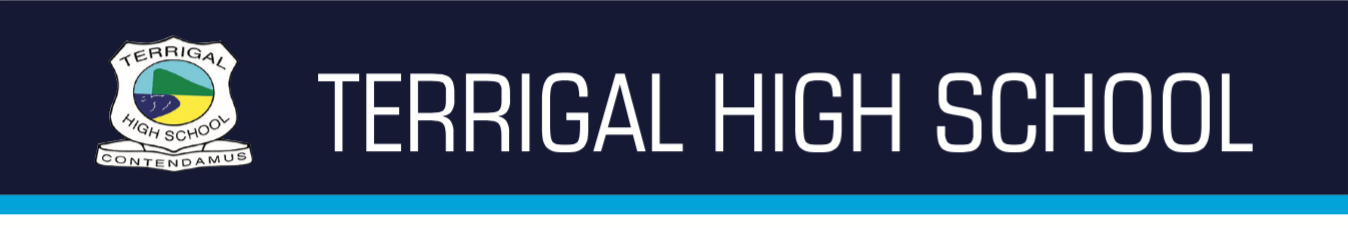 TERRIGAL
HIGH SCHOOL
CONTENDAMUS
TERRIGAL HIGH SCHOOL